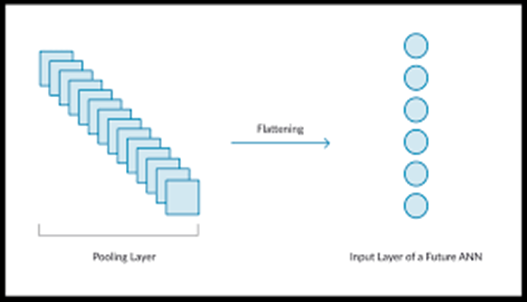 Flattening
Pooling Layer
Input Layer of a Future ANN